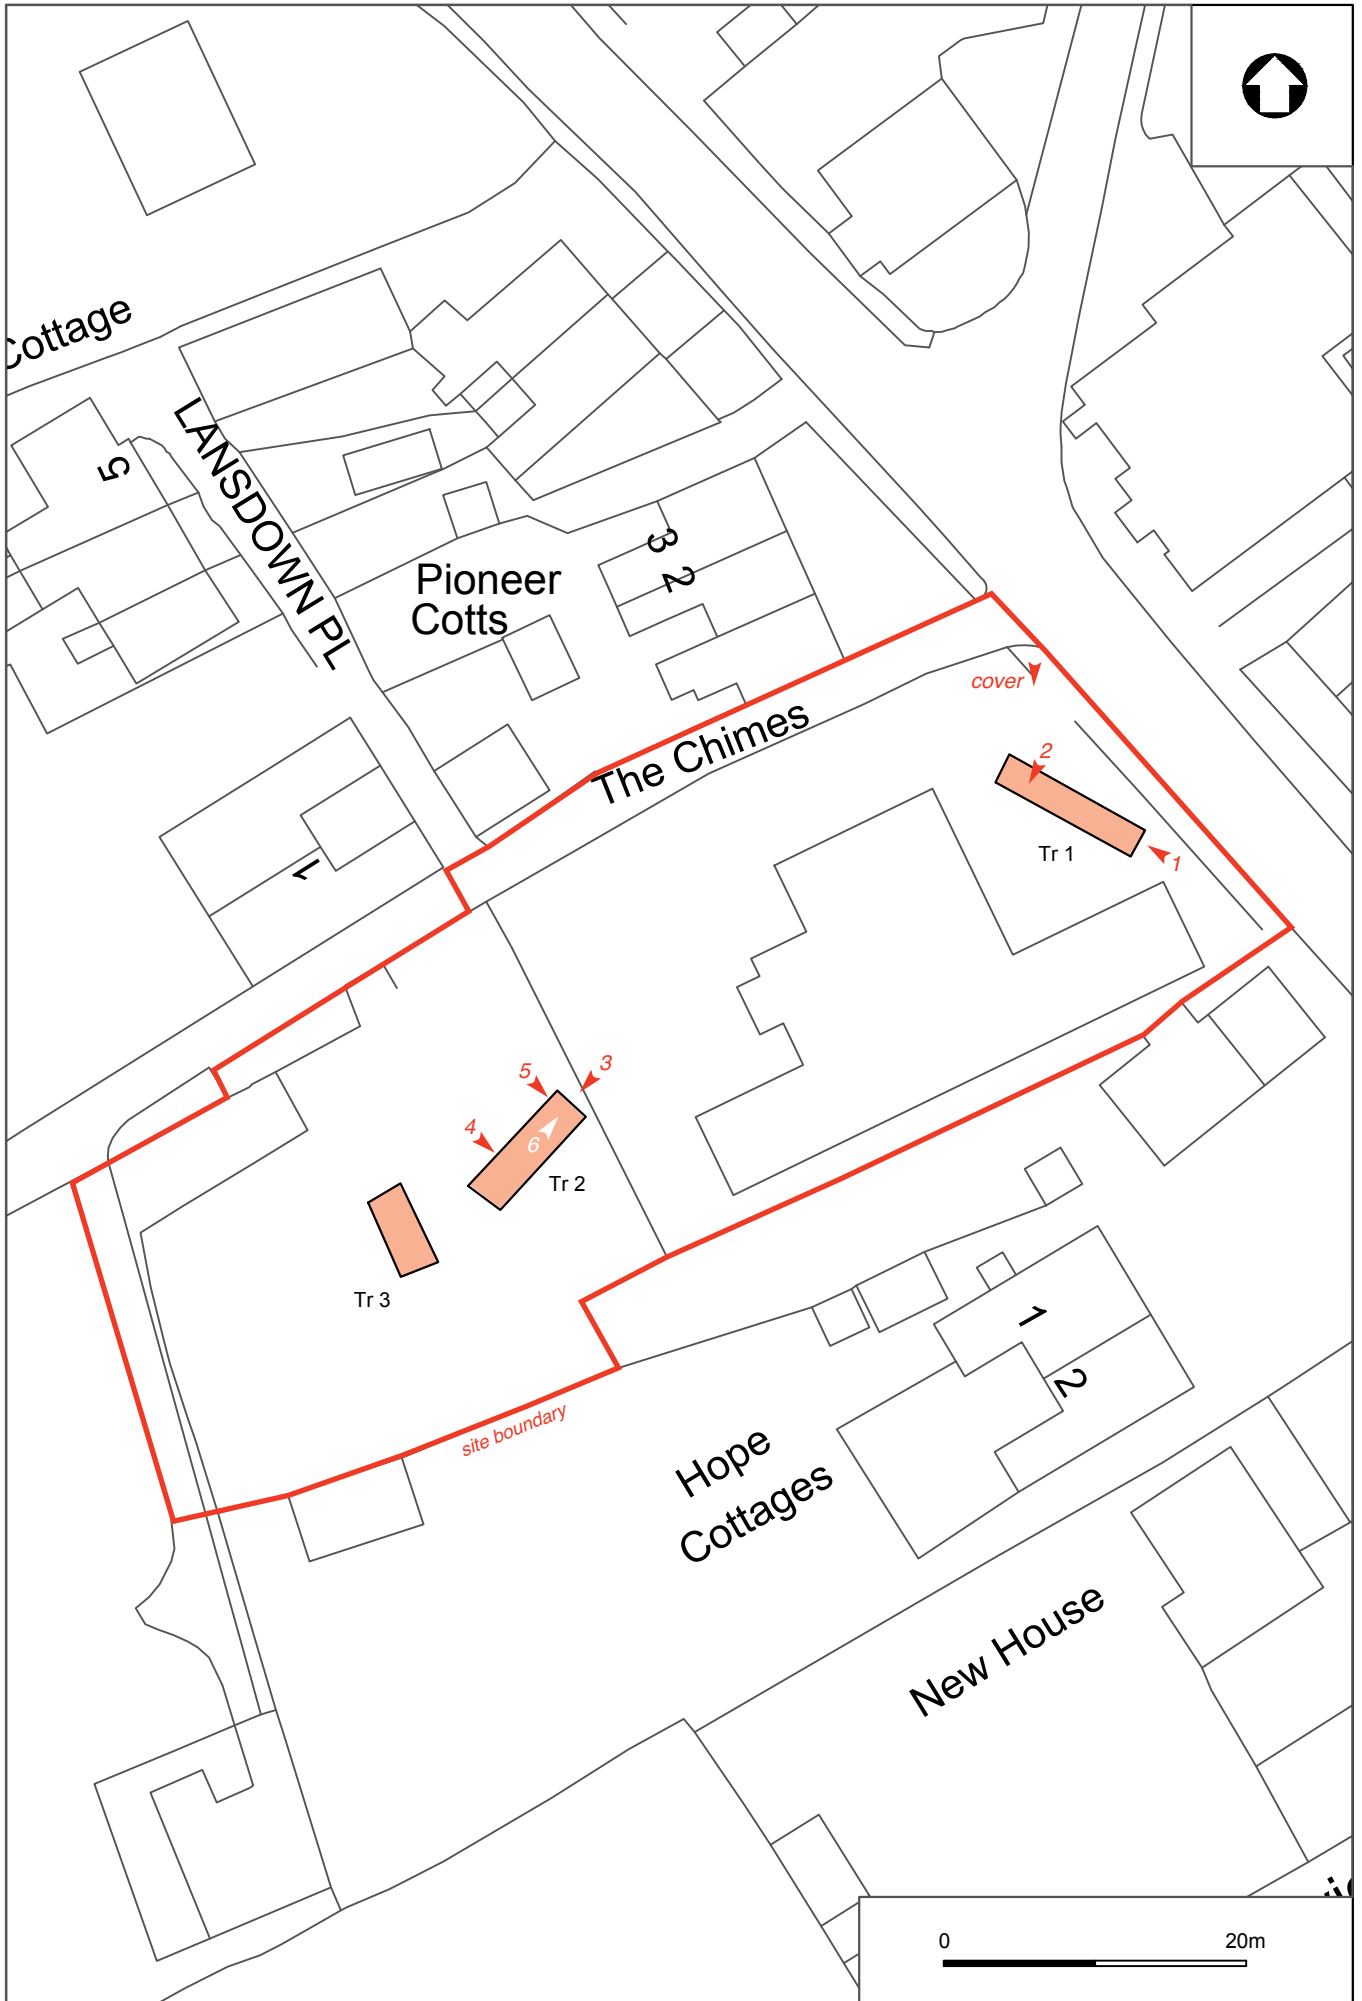 Cottage
5
LANSDOWN PL
3
2
Pioneer
Cotts
cover
The Chimes
2
Tr 1
1
1
5
3
4
6
Tr 2
Tr 3
site boundary
1
2
Hope
Cottages
New House
0 20m